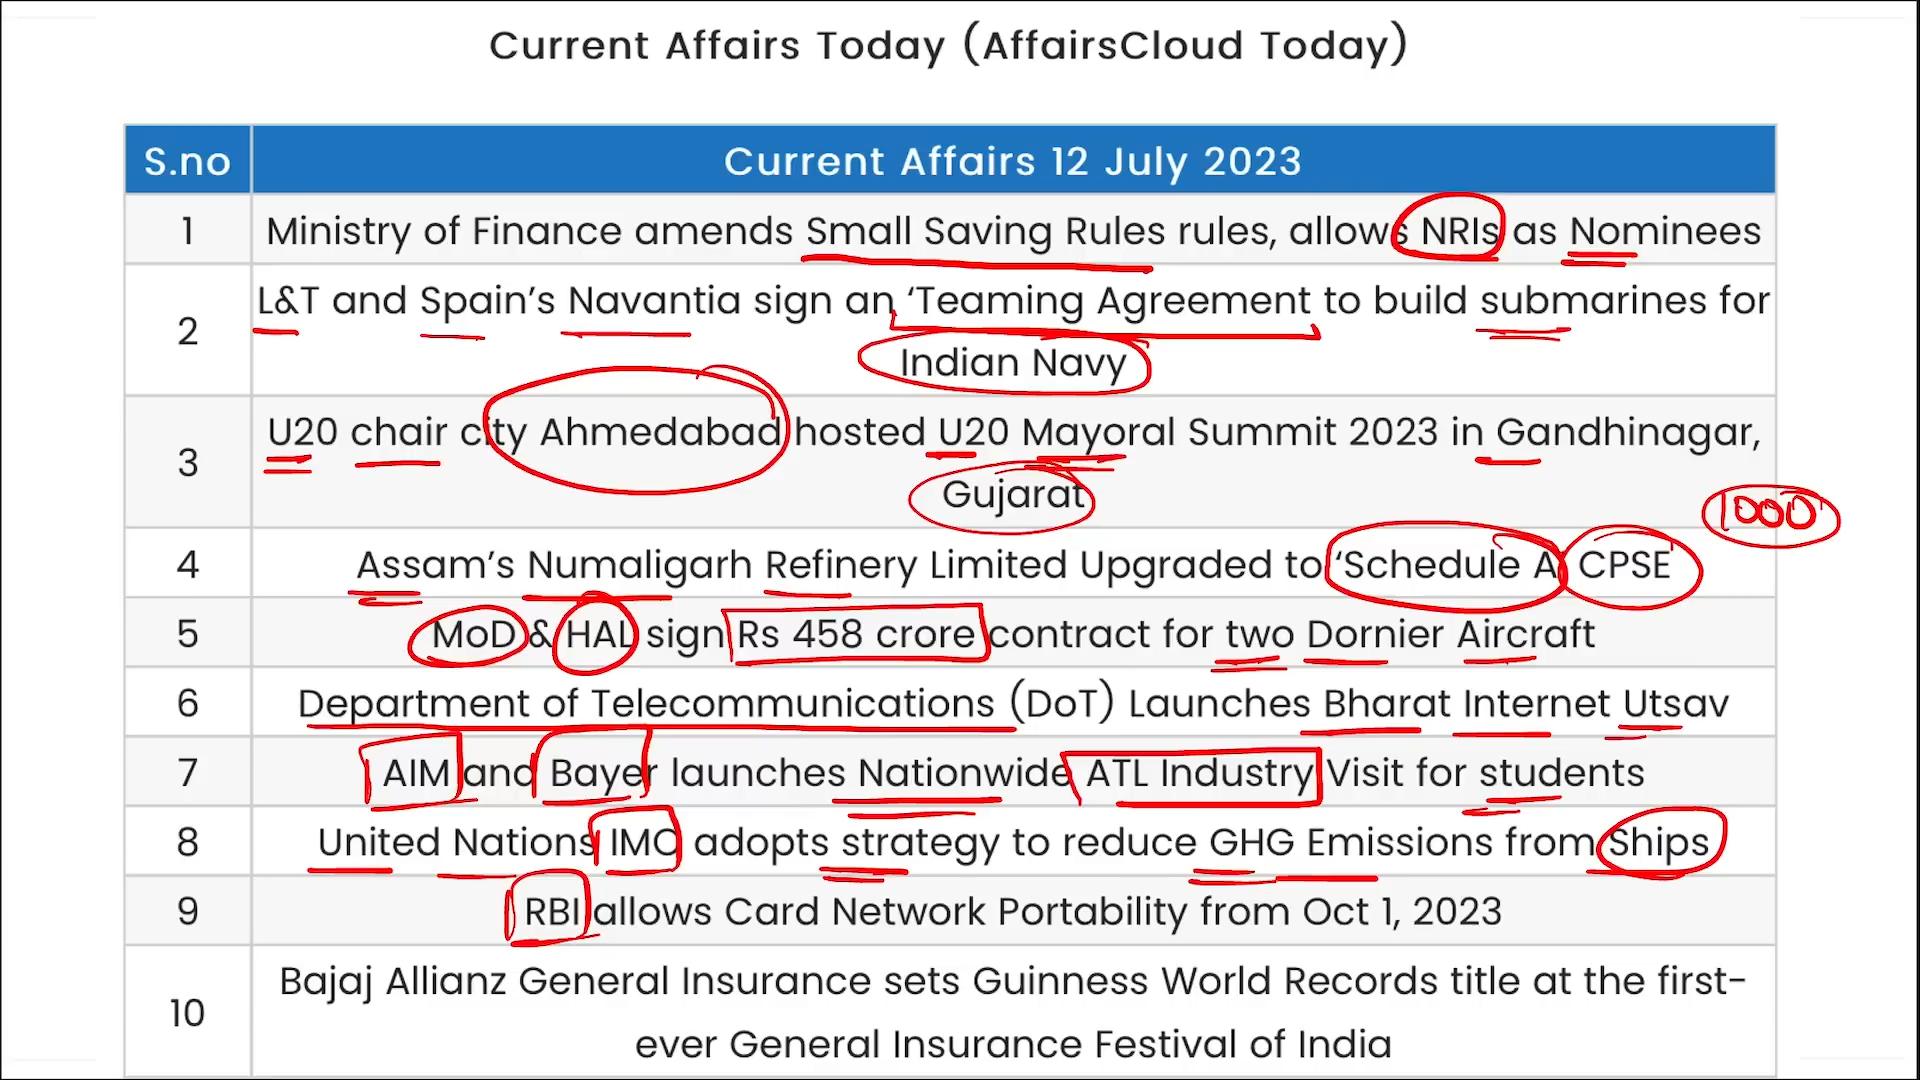 Current Affairs Today (AffairsCloud Today)
S.no Current Affairs 12 July 2023
1 Ministry of Finance amends Small Saving Rules rules, allows NRIs as Nominees
2 L&T and Spain's Navantia sign an 'Teaming Agreement to build submarines for
Indian Navy
3 U20 chair city Ahmedabad hosted U20 Mayoral Summit 2023 in Gandhinagar,
Gujarat
1000
4 Assam's Numaligarh Refinery Limited Upgraded to 'Schedule A' CPSE
5 MoD & HAL sign Rs 458 crore contract for two Dornier Aircraft
6 Department of Telecommunications (DoT) Launches Bharat Internet Utsav
7 AIM and Bayer launches Nationwide ATL Industry Visit for students
8 United Nations IMO adopts strategy to reduce GHG Emissions from Ships
9 RBI allows Card Network Portability from Oct 1, 2023
10 Bajaj Allianz General Insurance sets Guinness World Records title at the first-
ever General Insurance Festival of India